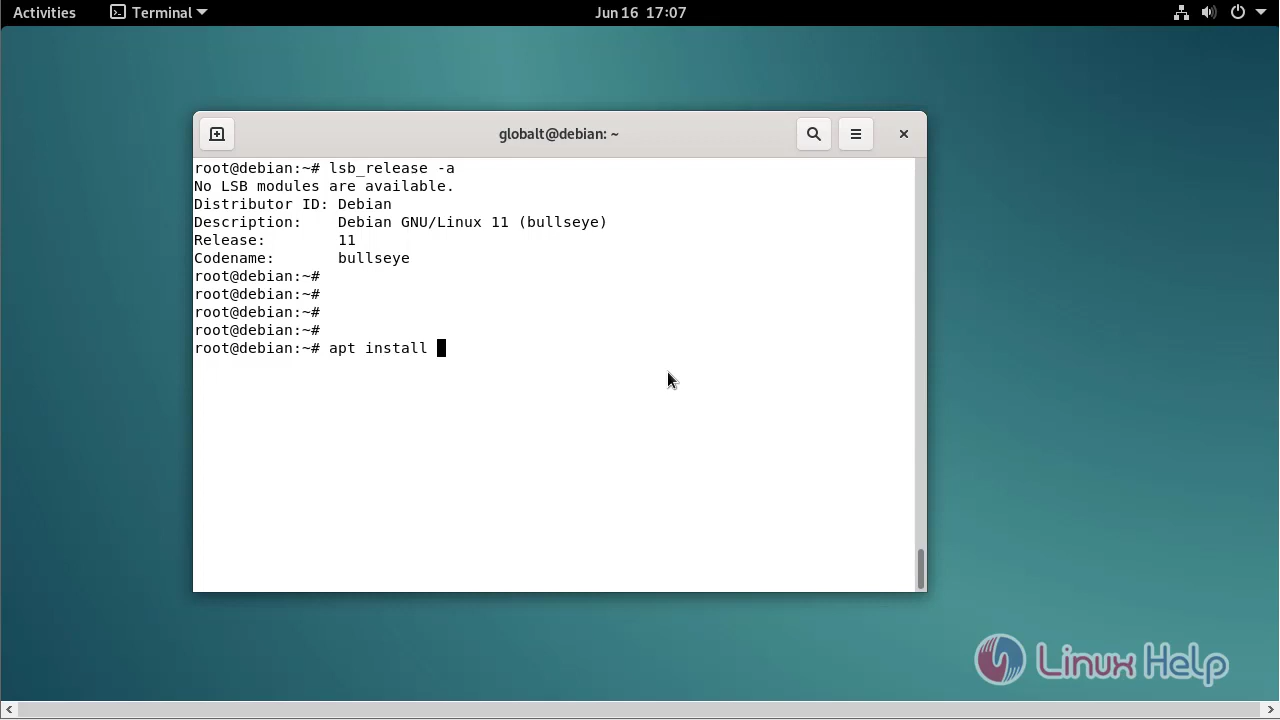 Activities Terminal Jun 16 17:07
globalt@debian: ~
root@debian:~# lsb_release -a
No LSB modules are available.
Distributor ID: Debian
Description:    Debian GNU/Linux 11 (bullseye)
Release:        11
Codename:       bullseye
root@debian:~#
root@debian:~#
root@debian:~#
root@debian:~#
root@debian:~# apt install
Linux Help